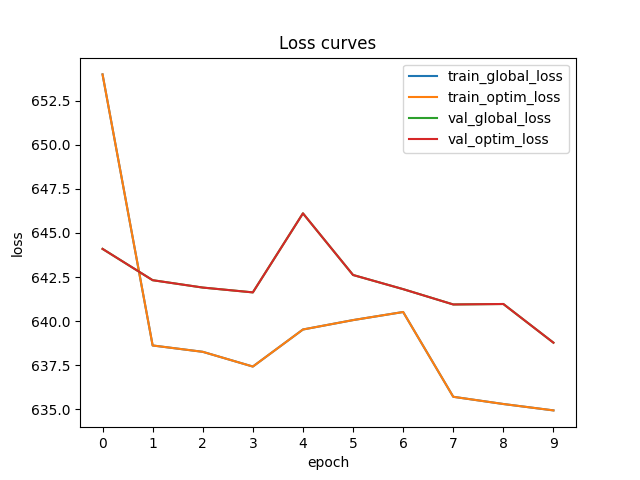 Loss curves
train_global_loss
train_optim_loss
val_global_loss
val_optim_loss
652.5
650.0
647.5
645.0
642.5
640.0
637.5
635.0
loss
0 1 2 3 4 5 6 7 8 9
epoch